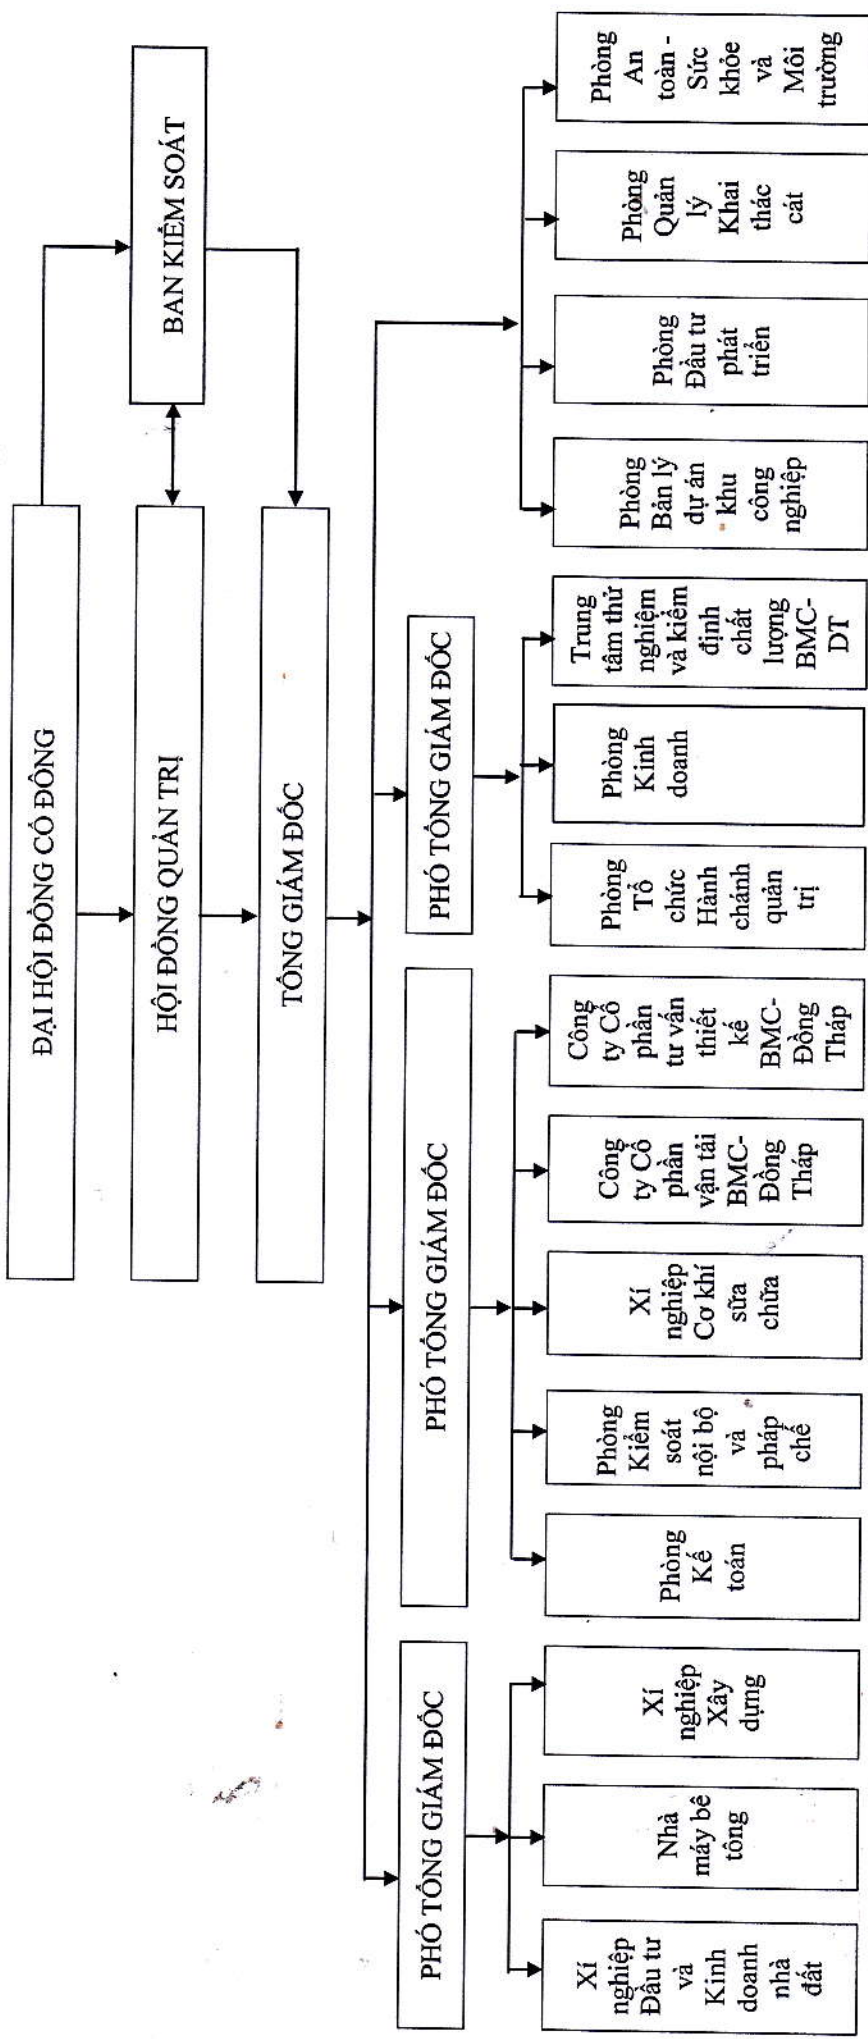 ĐẠI HỘI ĐỒNG CỔ ĐÔNG
BAN KIỂM SOÁT
HỘI ĐỒNG QUẢN TRỊ
TỔNG GIÁM ĐỐC
PHÓ TỔNG GIÁM ĐỐC
PHÓ TỔNG GIÁM ĐỐC
PHÓ TỔNG GIÁM ĐỐC
Xí
nghiệp
Đầu tư
và
Kinh
doanh
nhà
đất
Nhà
máy bê
tông
Xí
nghiệp
Xây
dựng
Phòng
Kế
toán
Phòng
Kiểm
soát
nội bộ
và
pháp
chế
Xí
nghiệp
Cơ khí
sữa
chữa
Công
ty Cổ
phần
vận tải
BMC-
Đồng
Tháp
Công
ty Cổ
phần
tư vấn
thiết
kế
BMC-
Đồng
Tháp
Phòng
Tổ
chức
Hành
chánh
quản
trị
Phòng
Kinh
doanh
Trung
tâm thử
nghiệm
và kiểm
định
chất
lượng
BMC-
DT
Phòng
Bản lý
dự án
khu
công
nghiệp
Phòng
Đầu tư
phát
triển
Phòng
Quản
lý
Khai
thác
cát
Phòng
An
toàn -
Sức
khỏe
và
Môi
trường